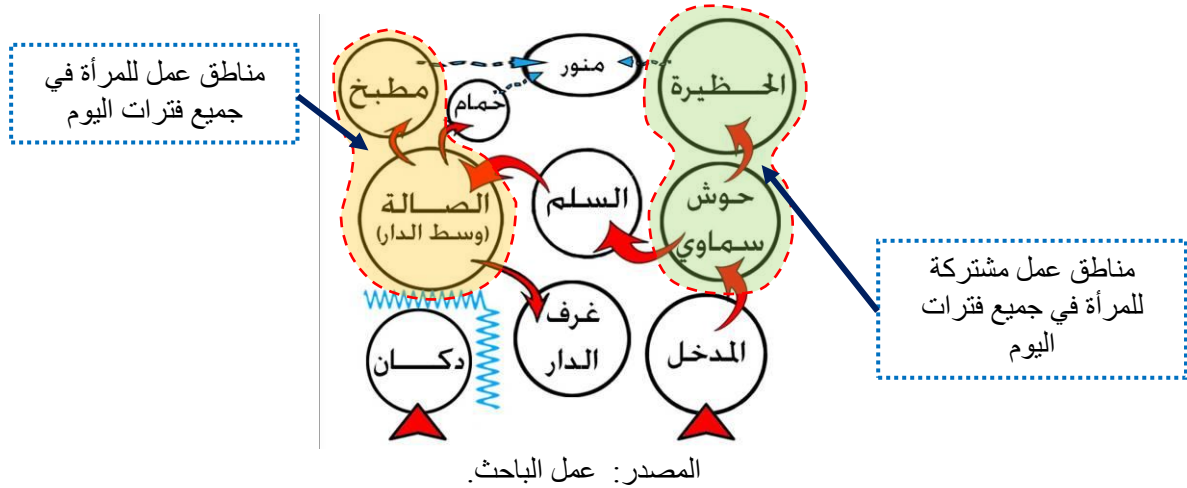 مناطق عمل للمرأة في
جميع فترات اليوم
مطبخ
حمام
منور
الحظيرة
الصالة
(وسط الدار)
السلم
حوش
سماوي
مناطق عمل مشتركة
للمرأة في جميع فترات
اليوم
دكان
غرف
الدار
المدخل
المصدر: عمل الباحث.